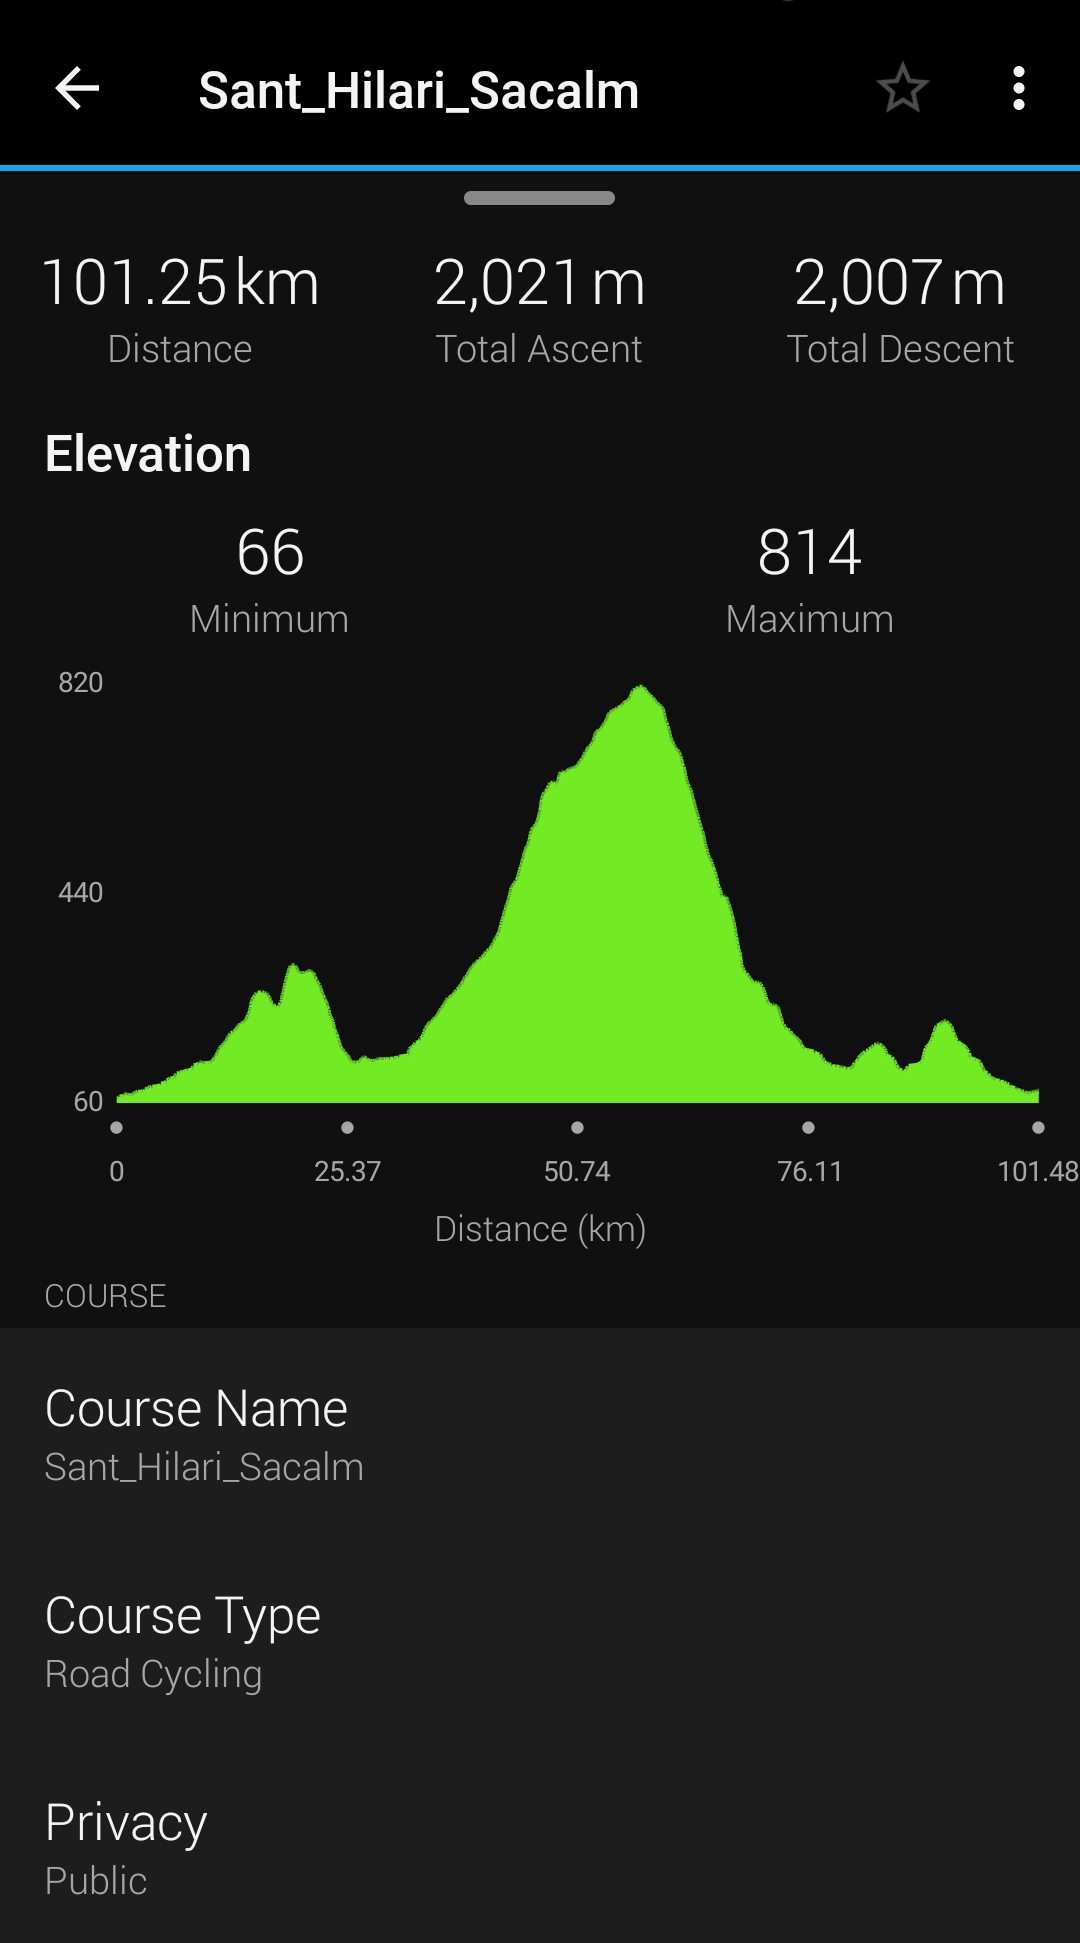 Sant_Hilari_Sacalm
101.25 km 2,021 m 2,007 m
Distance Total Ascent Total Descent
Elevation
66 814
Minimum Maximum
820
440
60
0 25.37 50.74 76.11 101.48
Distance (km)
COURSE
Course Name
Sant_Hilari_Sacalm
Course Type
Road Cycling
Privacy
Public